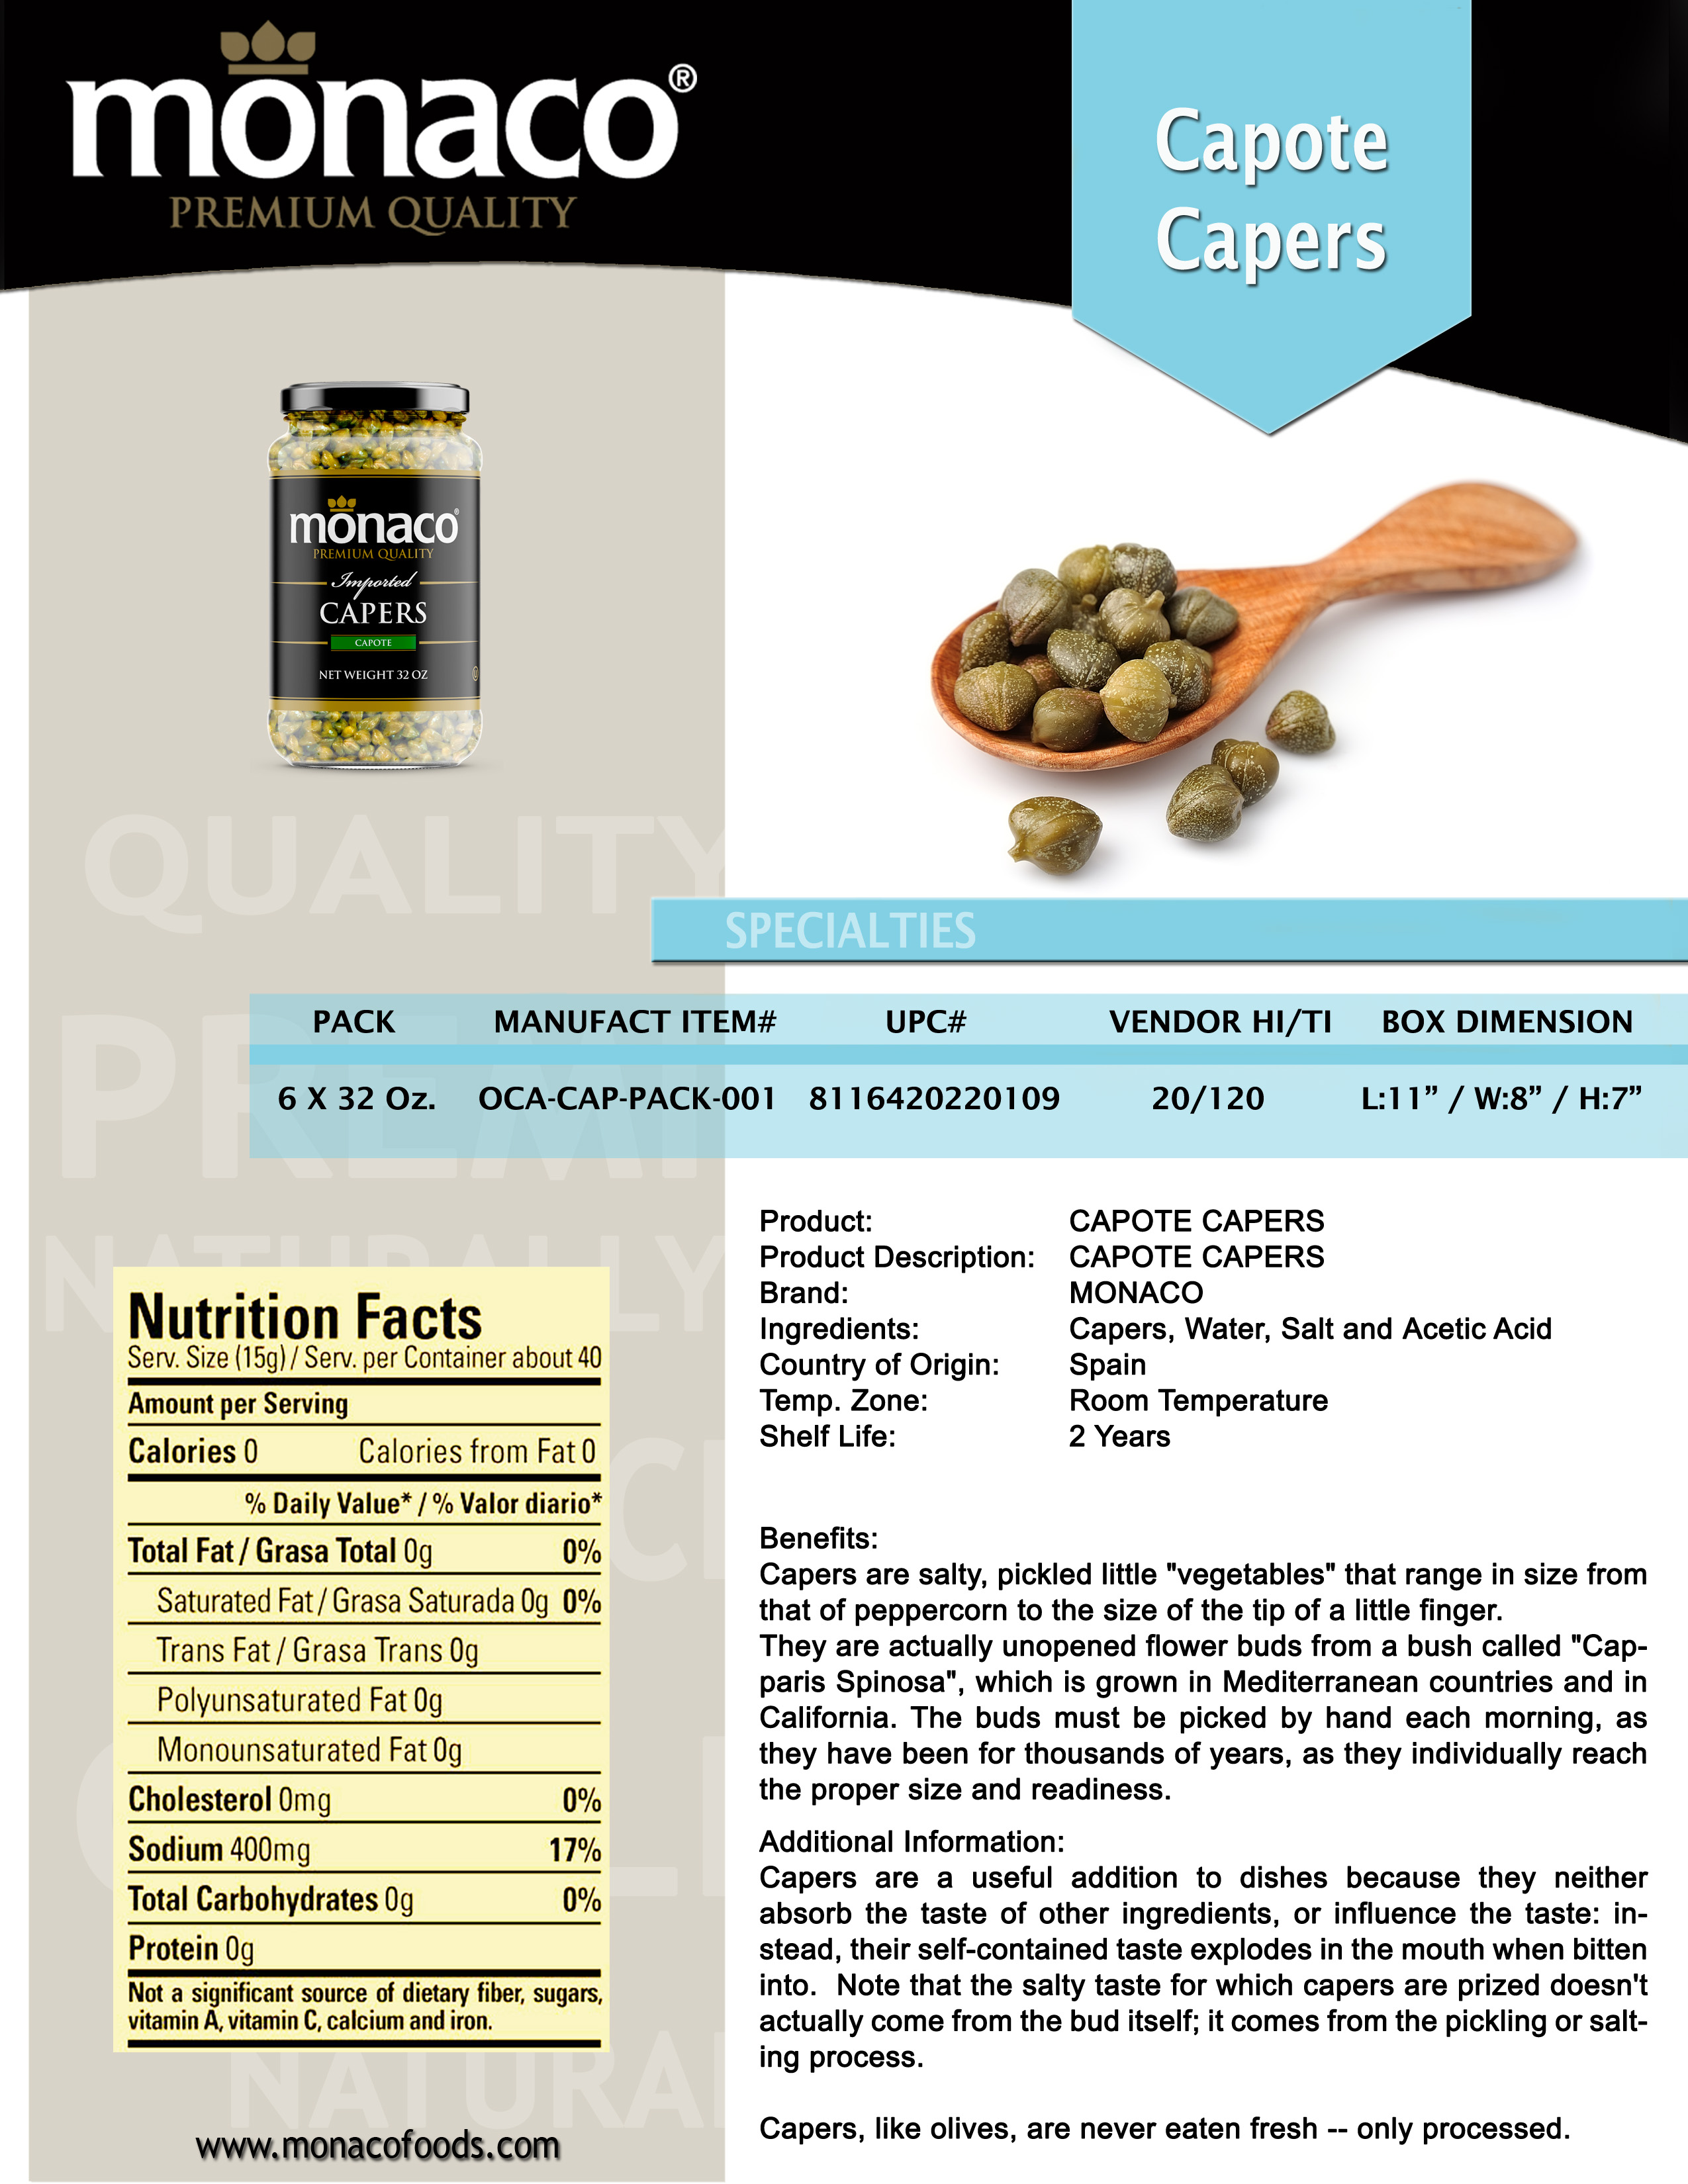 monaco®
PREMIUM QUALITY
Capote
Capers
monaco®
PREMIUM QUALITY
Imported
CAPERS
CAPOTE
NET WEIGHT 32 OZ
QUALITY
SPECIALTIES
PACK MANUFACT ITEM# UPC# VENDOR HI/TI BOX DIMENSION
6 X 32 Oz. OCA-CAP-PACK-001 8116420220109 20/120 L:11” / W:8” / H:7”
PREMI
NATURALLY
Nutrition Facts
Serv. Size (15g) / Serv. per Container about 40
Amount per Serving
Calories 0 Calories from Fat 0
% Daily Value* / % Valor diario*
Total Fat / Grasa Total 0g 0%
Saturated Fat / Grasa Saturada 0g 0%
Trans Fat / Grasa Trans 0g
Polyunsaturated Fat 0g
Monounsaturated Fat 0g
Cholesterol 0mg 0%
Sodium 400mg 17%
Total Carbohydrates 0g 0%
Protein 0g
Not a significant source of dietary fiber, sugars,
vitamin A, vitamin C, calcium and iron.
NATURA
www.monacofoods.com
Product: CAPOTE CAPERS
Product Description: CAPOTE CAPERS
Brand: MONACO
Ingredients: Capers, Water, Salt and Acetic Acid
Country of Origin: Spain
Temp. Zone: Room Temperature
Shelf Life: 2 Years
Benefits:
Capers are salty, pickled little "vegetables" that range in size from
that of peppercorn to the size of the tip of a little finger.
They are actually unopened flower buds from a bush called "Cap-
paris Spinosa", which is grown in Mediterranean countries and in
California. The buds must be picked by hand each morning, as
they have been for thousands of years, as they individually reach
the proper size and readiness.
Additional Information:
Capers are a useful addition to dishes because they neither
absorb the taste of other ingredients, or influence the taste: in-
stead, their self-contained taste explodes in the mouth when bitten
into. Note that the salty taste for which capers are prized doesn't
actually come from the bud itself; it comes from the pickling or salt-
ing process.
Capers, like olives, are never eaten fresh -- only processed.